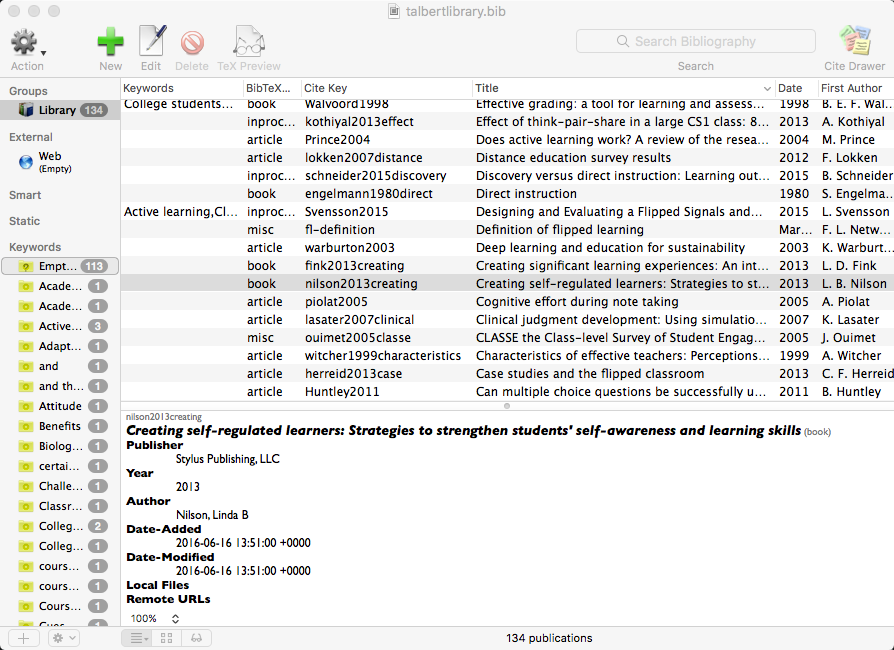 talbertlibrary.bib
Action New Edit Delete TeX Preview Search Bibliography Search Cite Drawer
Groups
Library 134
External
Web
(Empty)
Smart
Static
Keywords
Empt... 113
Acade... 1
Acade... 1
Active... 3
Adapt... 1
and 1
and th... 1
Attitude 1
Benefits 1
Biolog... 1
certai... 1
Challe... 1
Classr... 1
Colleg... 2
Colleg... 1
cours... 1
cours... 1
Cours... 1
Keywords BibTeX... Cite Key Title Date First Author
College students... book Walvoord1998 Effective grading: a tool for learning and assess... 1998 B. E. F. Wal...
inproc... kothiyal2013effect Effect of think-pair-share in a large CS1 class: 8... 2013 A. Kothiyal
article Prince2004 Does active learning work? A review of the resea... 2004 M. Prince
article lokken2007distance Distance education survey results 2012 F. Lokken
inproc... schneider2015discovery Discovery versus direct instruction: Learning out... 2015 B. Schneider
book engelmann1980direct Direct instruction 1980 S. Engelma...
Active learning,Cl... inproc... Svensson2015 Designing and Evaluating a Flipped Signals and... 2015 L. Svensson
misc fl-definition Definition of flipped learning Mar... F. L. Netw...
article warburton2003 Deep learning and education for sustainability 2003 K. Warburt...
book fink2013creating Creating significant learning experiences: An int... 2013 L. D. Fink
book nilson2013creating Creating self-regulated learners: Strategies to st... 2013 L. B. Nilson
article piolat2005 Cognitive effort during note taking 2005 A. Piolat
article lasater2007clinical Clinical judgment development: Using simulatio... 2007 K. Lasater
misc ouimet2005classe CLASSE the Class-level Survey of Student Engag... 2005 J. Ouimet
article witcher1999characteristics Characteristics of effective teachers: Perceptions... 1999 A. Witcher
article herreid2013case Case studies and the flipped classroom 2013 C. F. Herreid
article Huntley2011 Can multiple choice questions be successfully u... 2011 B. Huntley
nilson2013creating
Creating self-regulated learners: Strategies to strengthen students' self-awareness and learning skills (book)
Publisher
Stylus Publishing, LLC
Year
2013
Author
Nilson, Linda B
Date-Added
2016-06-16 13:51:00 +0000
Date-Modified
2016-06-16 13:51:00 +0000
Local Files
Remote URLs
100%
134 publications